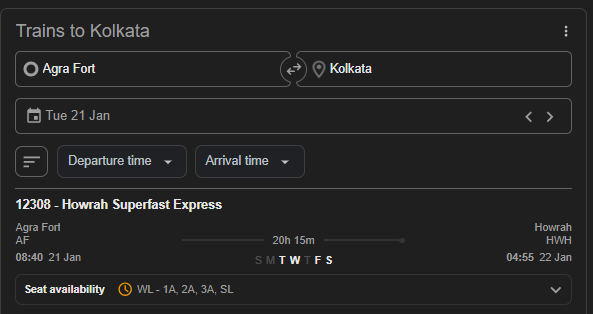 Trains to Kolkata
Agra Fort
Kolkata
Tue 21 Jan
Departure time
Arrival time
12308 - Howrah Superfast Express
Agra Fort Howrah
AF 20h 15m HWH
08:40 21 Jan S M T W T F S 04:55 22 Jan
Seat availability WL - 1A, 2A, 3A, SL